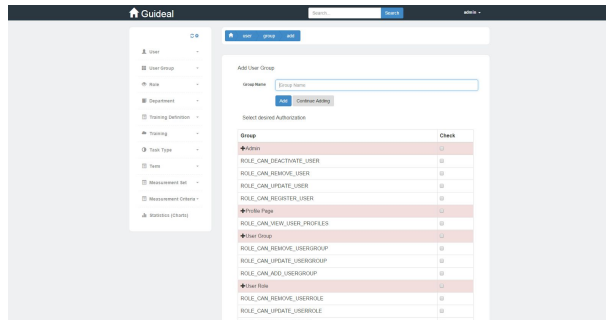 Guideal
Search...
Search
admin
user group add
User
User Group
Role
Department
Training Definition
Training
Task Type
Tasks
Measurement Set
Measurement Criteria
Statistics (Charts)
Add User Group
Group Name
Group Name
Add
Continue Adding
Select desired Authorization
Group Check
+Admin
ROLE_CAN_DEACTIVATE_USER
ROLE_CAN_REMOVE_USER
ROLE_CAN_UPDATE_USER
ROLE_CAN_REGISTER_USER
+Profile Page
ROLE_CAN_VIEW_USER_PROFILES
+User Group
ROLE_CAN_REMOVE_USERGROUP
ROLE_CAN_UPDATE_USERGROUP
ROLE_CAN_ADD_USERGROUP
+User Role
ROLE_CAN_REMOVE_USERROLE
ROLE_CAN_UPDATE_USERROLE